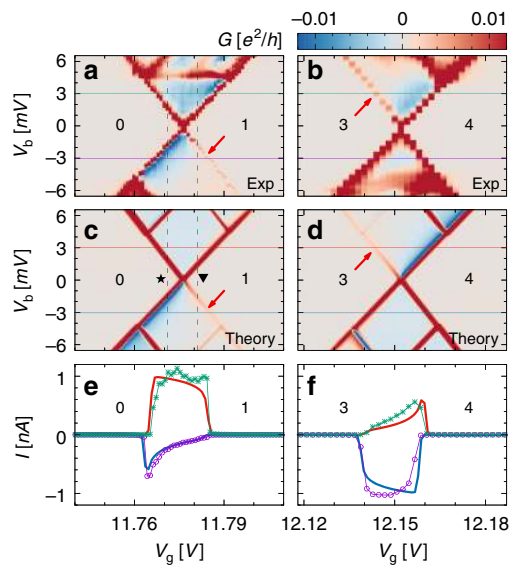 G [e²/h] −0.01 0 0.01
a b
V_b [mV] 6 3 0 −3 −6
0 1 3 4
Exp Exp
c d
V_b [mV] 6 3 0 −3 −6
0 ★ ▼ 1 3 4
Theory Theory
e f
I [nA] 1 0 −1
0 1 3 4
11.76 11.79 12.12 12.15 12.18
V_g [V] V_g [V]